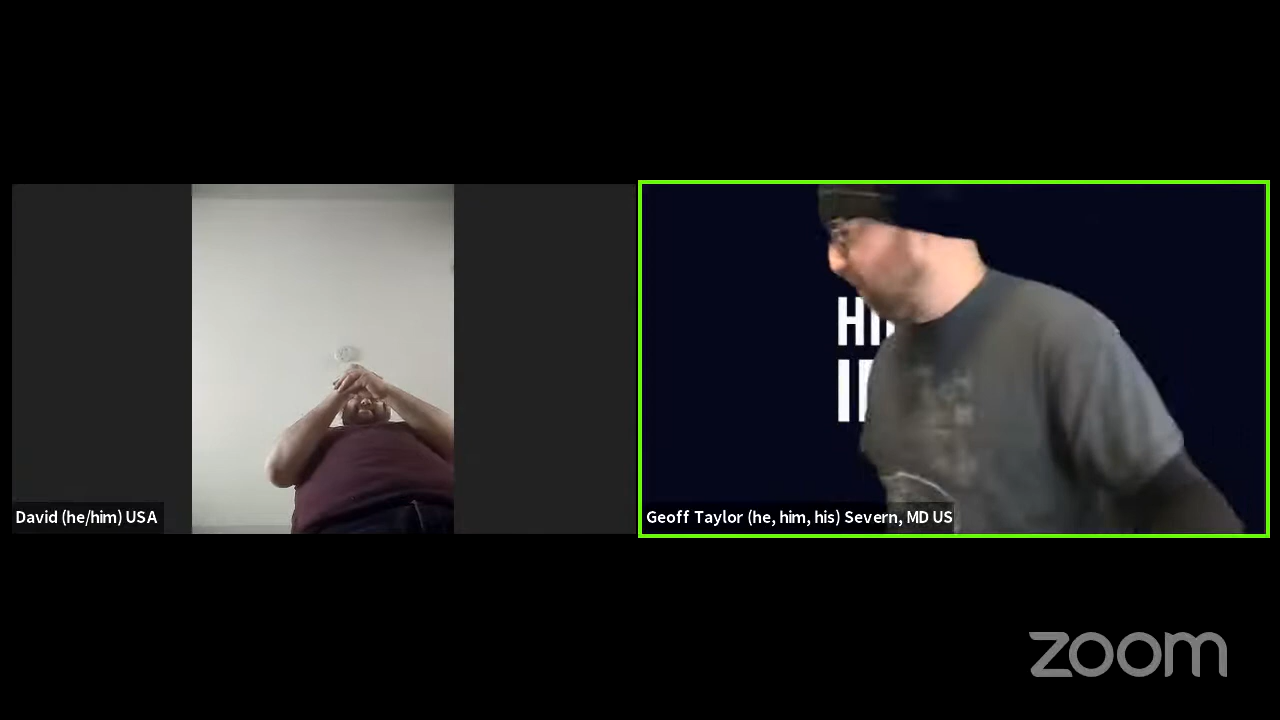 David (he/him) USA
Geoff Taylor (he, him, his) Severn, MD US
zoom